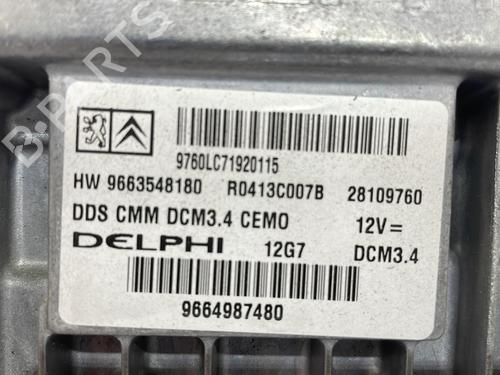 B-PARTS
9760LC71920115
HW 9663548180 R0413C007B 28109760
DDS CMM DCM3.4 CEMO 12V=
DELPHI 12G7 DCM3.4
9664987480